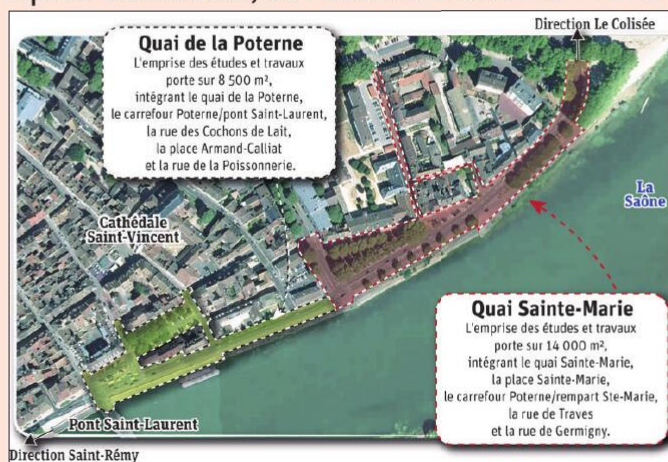 Direction Le Colisée
Quai de la Poterne
L'emprise des études et travaux
porte sur 8 500 m²,
intégrant le quai de la Poterne,
le carrefour Poterne/pont Saint-Laurent,
la rue des Cochons de Lait,
la place Armand-Calliat
et la rue de la Poissonnerie.
La
Saône
Cathédale
Saint-Vincent
Quai Sainte-Marie
L'emprise des études et travaux
porte sur 14 000 m²,
intégrant le quai Sainte-Marie,
la place Sainte-Marie,
le carrefour Poterne/rempart Ste-Marie,
la rue de Traves
et la rue de Germigny.
Pont Saint-Laurent
Direction Saint-Rémy